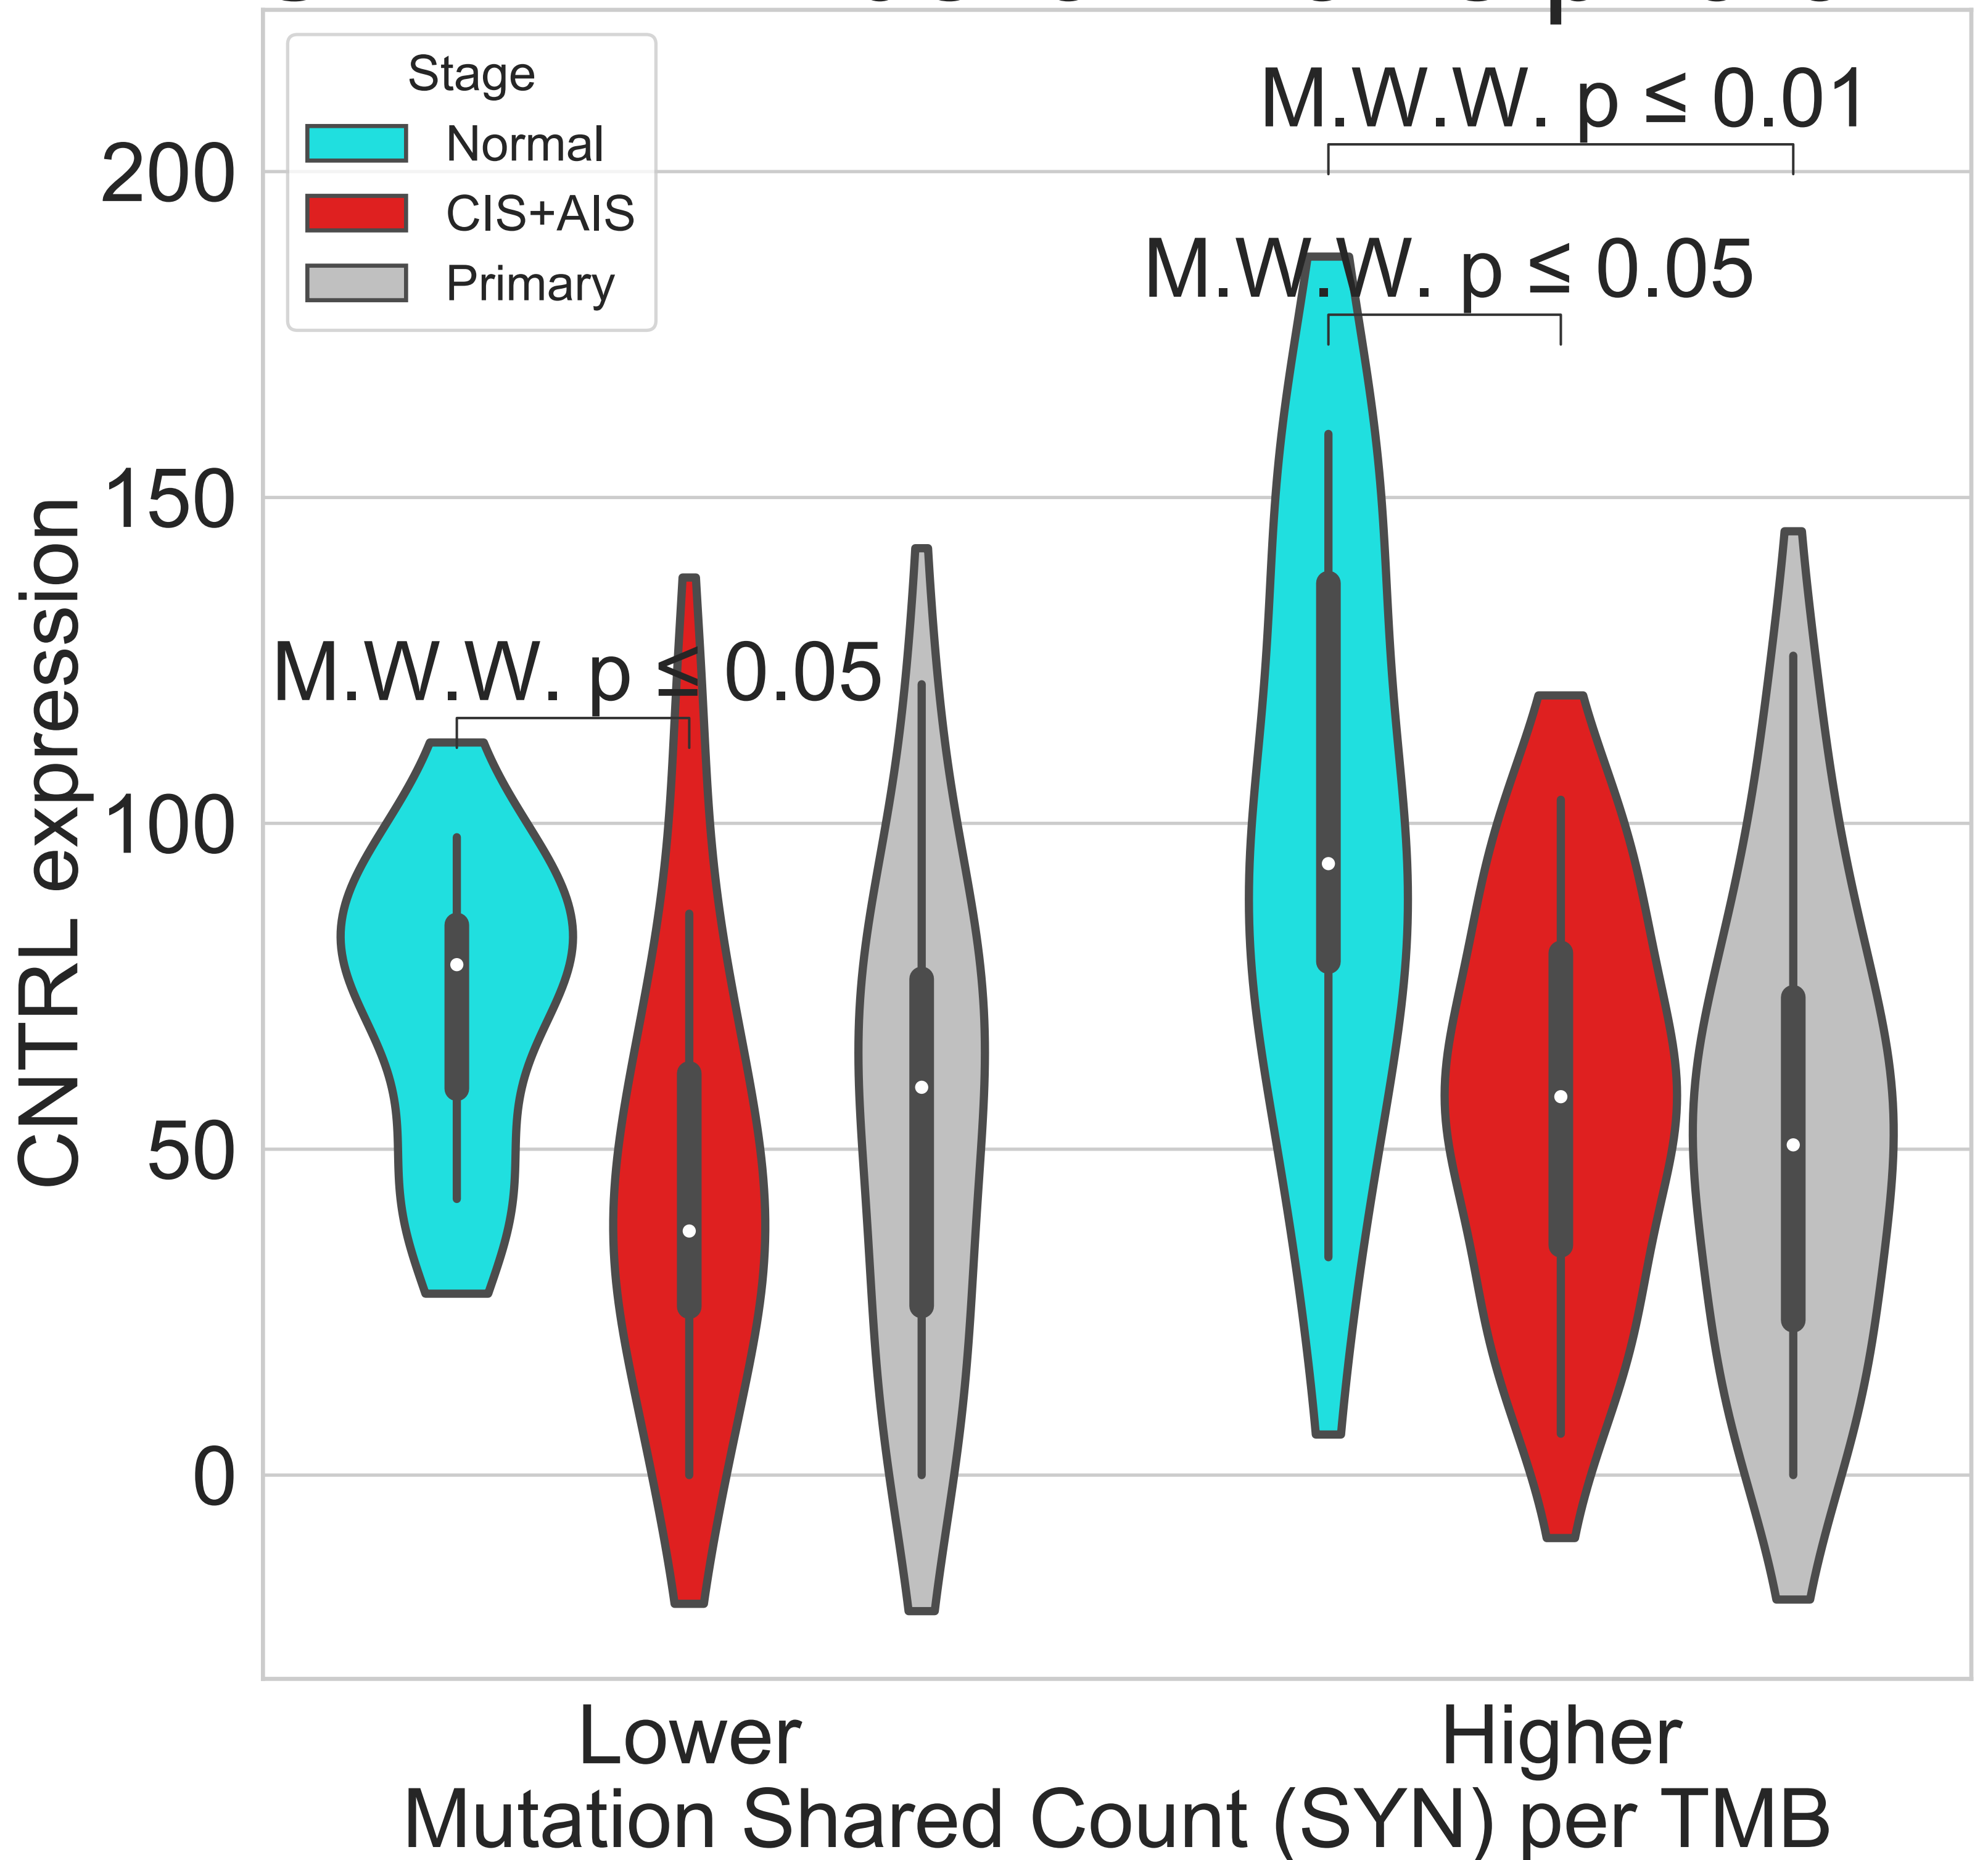 Stage
Normal
CIS+AIS
Primary
M.W.W. p ≤ 0.01
M.W.W. p ≤ 0.05
M.W.W. p ≤ 0.05
200
150
100
50
0
CNTRL expression
Lower
Higher
Mutation Shared Count (SYN) per TMB